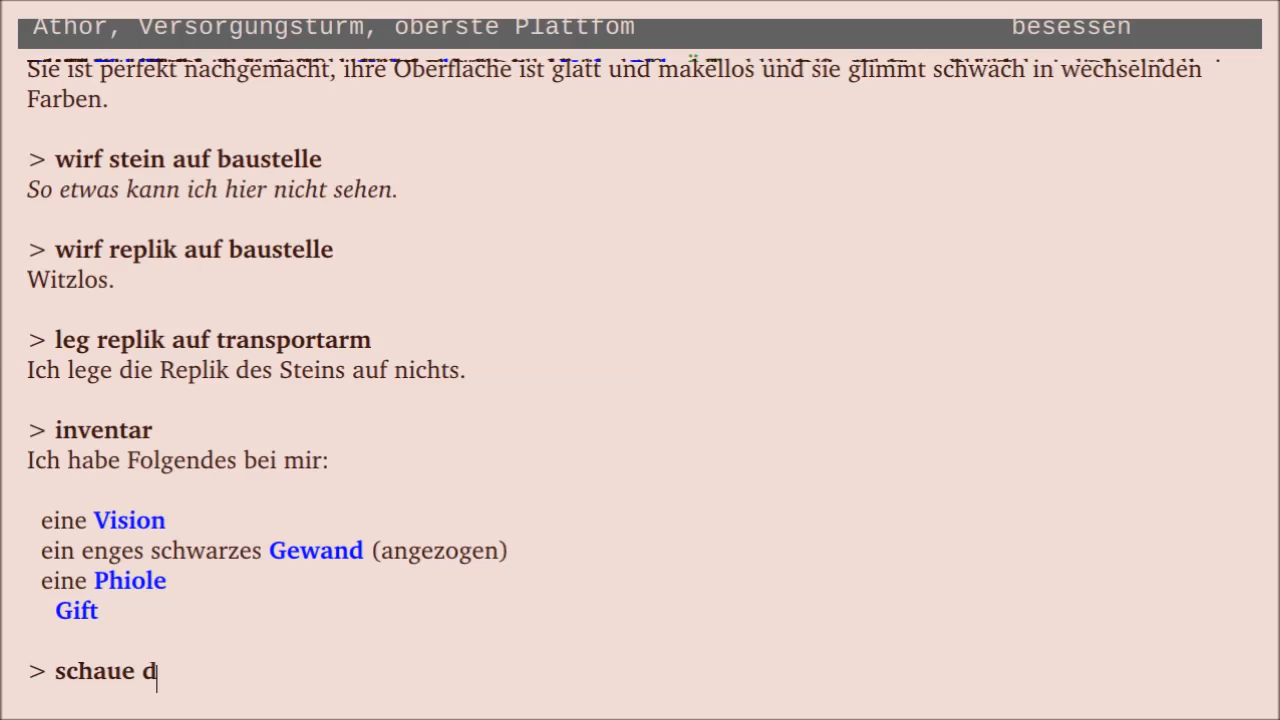 Athor, Versorgungsturm, oberste Plattfom besessen
Sie ist perfekt nachgemacht, ihre Oberfläche ist glatt und makellos und sie glimmt schwach in wechselnden
Farben.
> wirf stein auf baustelle
So etwas kann ich hier nicht sehen.
> wirf replik auf baustelle
Witzlos.
> leg replik auf transportarm
Ich lege die Replik des Steins auf nichts.
> inventar
Ich habe Folgendes bei mir:
eine Vision
ein enges schwarzes Gewand (angezogen)
eine Phiole
Gift
> schaue d